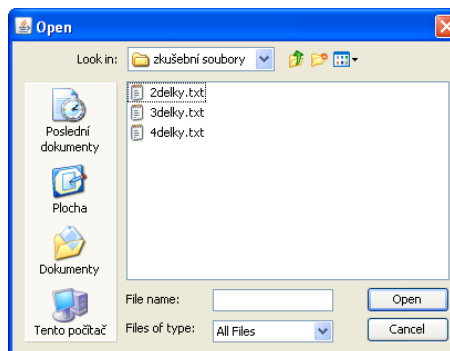 Open
Look in: zkušební soubory
2delky.txt
3delky.txt
4delky.txt
Poslední
dokumenty
Plocha
Dokumenty
Tento počítač
File name: Open
Files of type: All Files Cancel